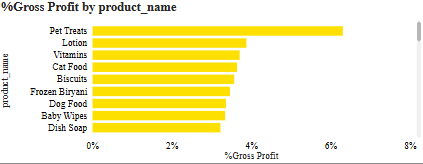 %Gross Profit by product_name
product_name
Pet Treats
Lotion
Vitamins
Cat Food
Biscuits
Frozen Biryani
Dog Food
Baby Wipes
Dish Soap
0% 2% 4% 6% 8%
%Gross Profit